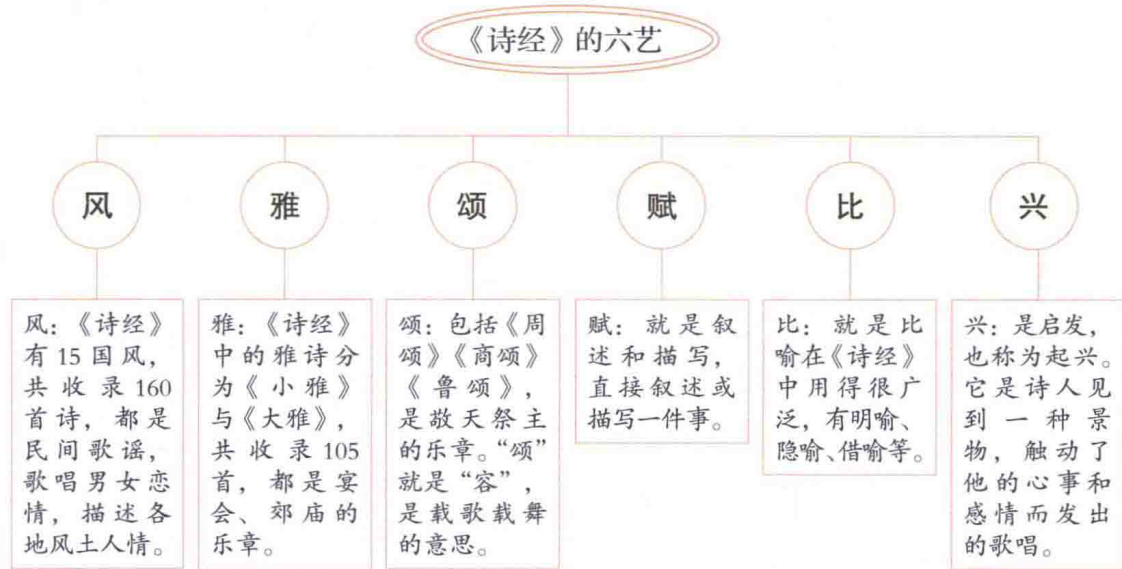 《诗经》的六艺
风
雅
颂
赋
比
兴
风：《诗经》
有15国风，
共收录160
首诗，都是
民间歌谣，
歌唱男女恋
情，描述各
地风土人情。
雅：《诗经》
中的雅诗分
为《小雅》
与《大雅》，
共收录105
首，都是宴
会、郊庙的
乐章。
颂：包括《周
颂》《商颂》
《鲁颂》，
是敬天祭主
的乐章。“颂”
就是“容”，
是载歌载舞
的意思。
赋：就是叙
述和描写，
直接叙述或
描写一件事。
比：就是比
喻在《诗经》
中用得很广
泛，有明喻、
隐喻、借喻等。
兴：是启发，
也称为起兴。
它是诗人见
到一种景
物，触动了
他的心事和
感情而发出
的歌唱。